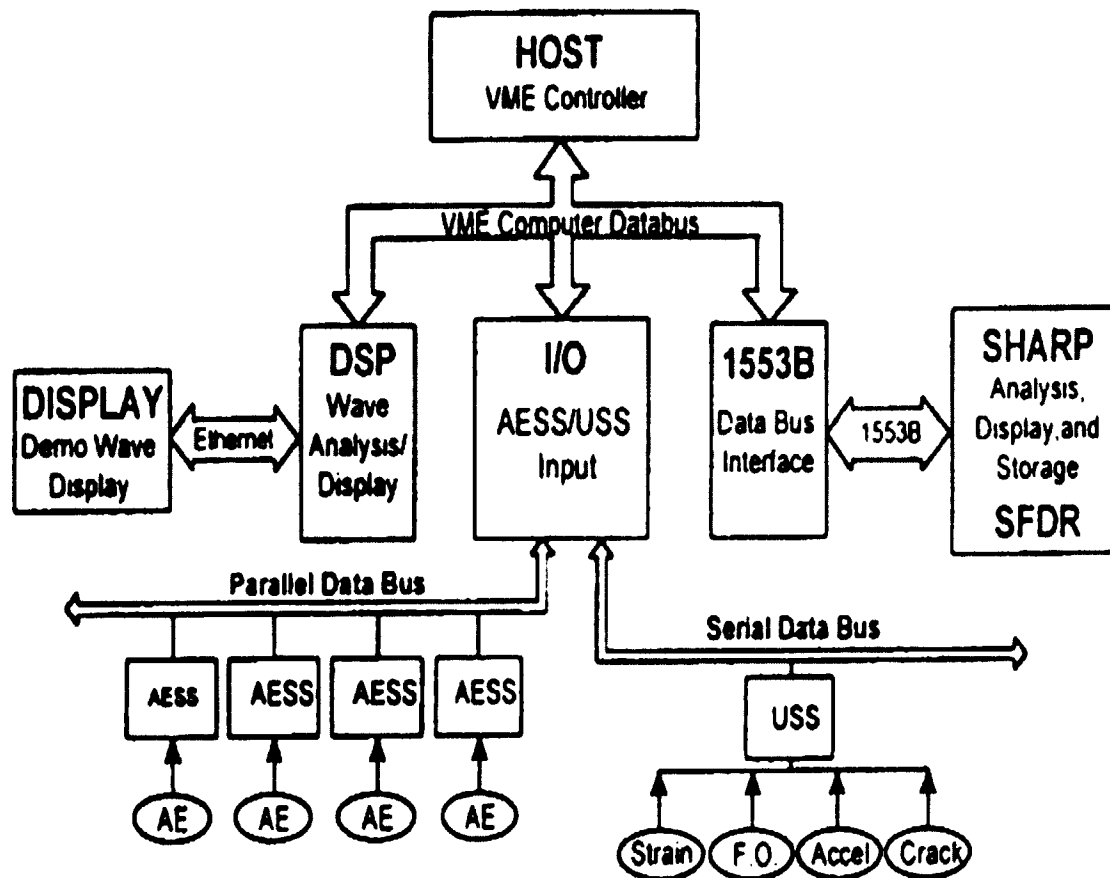 HOST
VME Controller
VME Computer Databus
DISPLAY
Demo Wave
Display
Ethernet
DSP
Wave
Analysis/
Display
I/O
AESS/USS
Input
1553B
Data Bus
Interface
1553B
SHARP
Analysis,
Display,and
Storage
SFDR
Parallel Data Bus
Serial Data Bus
AESS
AESS
AESS
AESS
USS
AE
AE
AE
AE
Strain
F.O.
Accel
Crack